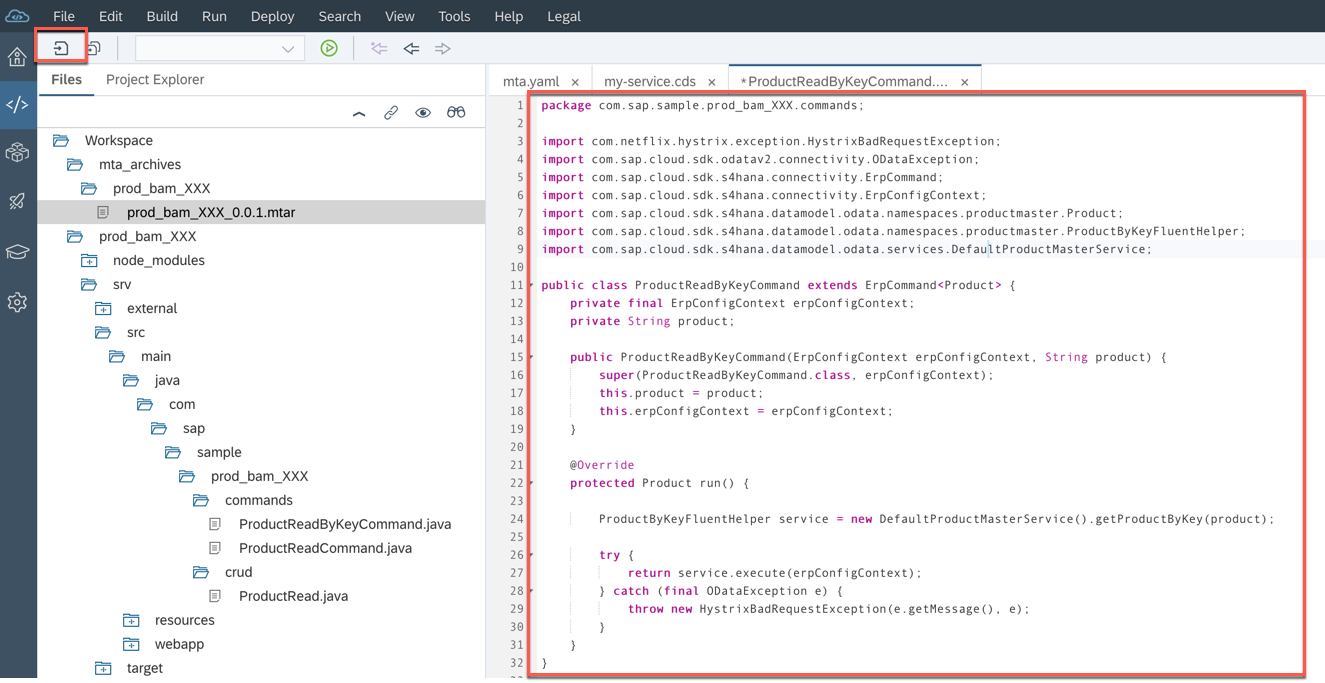 File Edit Build Run Deploy Search View Tools Help Legal
Files Project Explorer
Workspace
mta_archives
prod_bam_XXX
prod_bam_XXX_0.0.1.mtar
prod_bam_XXX
node_modules
srv
external
src
main
java
com
sap
sample
prod_bam_XXX
commands
ProductReadByKeyCommand.java
ProductReadCommand.java
crud
ProductRead.java
resources
webapp
target
mta.yaml × my-service.cds × *ProductReadByKeyCommand.... ×
1 package com.sap.sample.prod_bam_XXX.commands;
2
3 import com.netflix.hystrix.exception.HystrixBadRequestException;
4 import com.sap.cloud.sdk.odatav2.connectivity.ODataException;
5 import com.sap.cloud.sdk.s4hana.connectivity.ErpCommand;
6 import com.sap.cloud.sdk.s4hana.connectivity.ErpConfigContext;
7 import com.sap.cloud.sdk.s4hana.datamodel.odata.namespaces.productmaster.Product;
8 import com.sap.cloud.sdk.s4hana.datamodel.odata.namespaces.productmaster.ProductByKeyFluentHelper;
9 import com.sap.cloud.sdk.s4hana.datamodel.odata.services.DefaultProductMasterService;
10
11 public class ProductReadByKeyCommand extends ErpCommand<Product> {
12 private final ErpConfigContext erpConfigContext;
13 private String product;
14
15 public ProductReadByKeyCommand(ErpConfigContext erpConfigContext, String product) {
16 super(ProductReadByKeyCommand.class, erpConfigContext);
17 this.product = product;
18 this.erpConfigContext = erpConfigContext;
19 }
20
21 @Override
22 protected Product run() {
23
24 ProductByKeyFluentHelper service = new DefaultProductMasterService().getProductByKey(product);
25
26 try {
27 return service.execute(erpConfigContext);
28 } catch (final ODataException e) {
29 throw new HystrixBadRequestException(e.getMessage(), e);
30 }
31 }
32 }